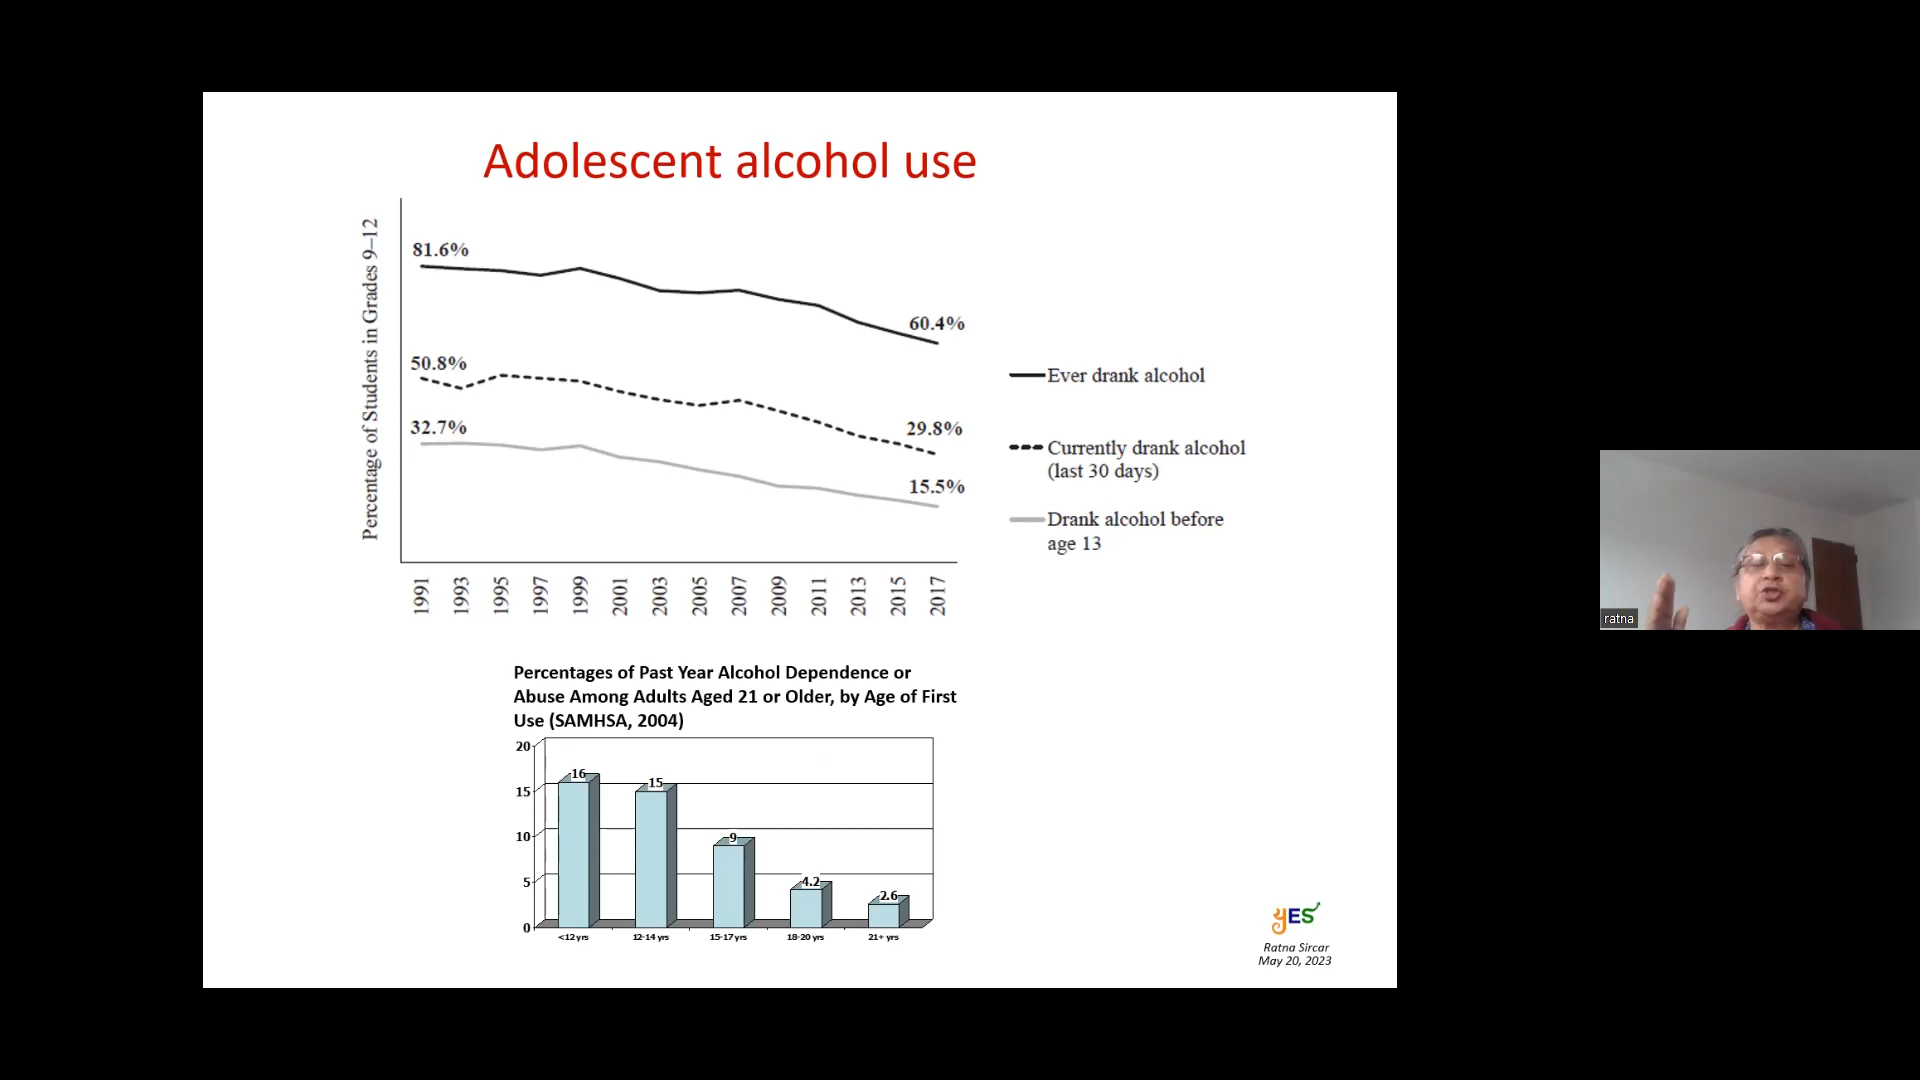 Adolescent alcohol use
Percentage of Students in Grades 9–12
81.6%
60.4%
50.8%
29.8%
32.7%
15.5%
Ever drank alcohol
Currently drank alcohol
(last 30 days)
Drank alcohol before
age 13
1991
1993
1995
1997
1999
2001
2003
2005
2007
2009
2011
2013
2015
2017
Percentages of Past Year Alcohol Dependence or
Abuse Among Adults Aged 21 or Older, by Age of First
Use (SAMHSA, 2004)
20
15
10
5
0
16
15
9
4.2
2.6
<12 yrs
12-14 yrs
15-17 yrs
18-20 yrs
21+ yrs
yES
Ratna Sircar
May 20, 2023
ratna